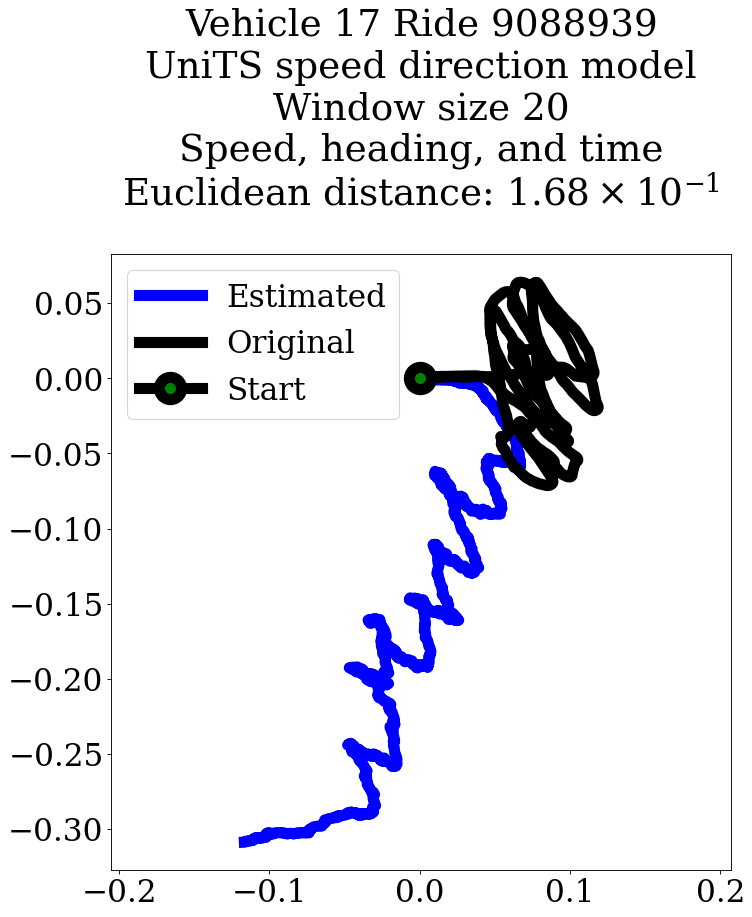 Vehicle 17 Ride 9088939
UniTS speed direction model
Window size 20
Speed, heading, and time
Euclidean distance: 1.68 × 10⁻¹
Estimated
Original
Start
0.05
0.00
−0.05
−0.10
−0.15
−0.20
−0.25
−0.30
−0.2
−0.1
0.0
0.1
0.2